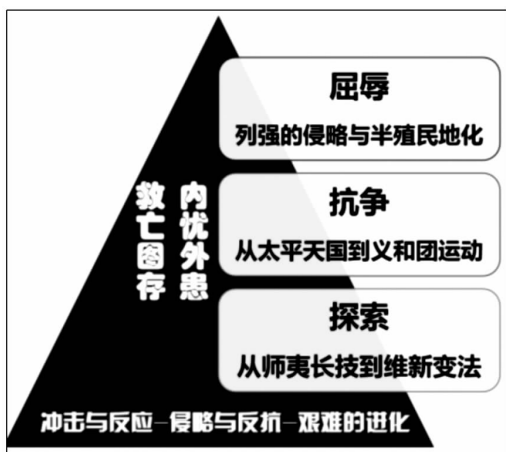 屈辱
列强的侵略与半殖民地化
抗争
从太平天国到义和团运动
探索
从师夷长技到维新变法
内忧外患
救亡图存
冲击与反应-侵略与反抗-艰难的进化